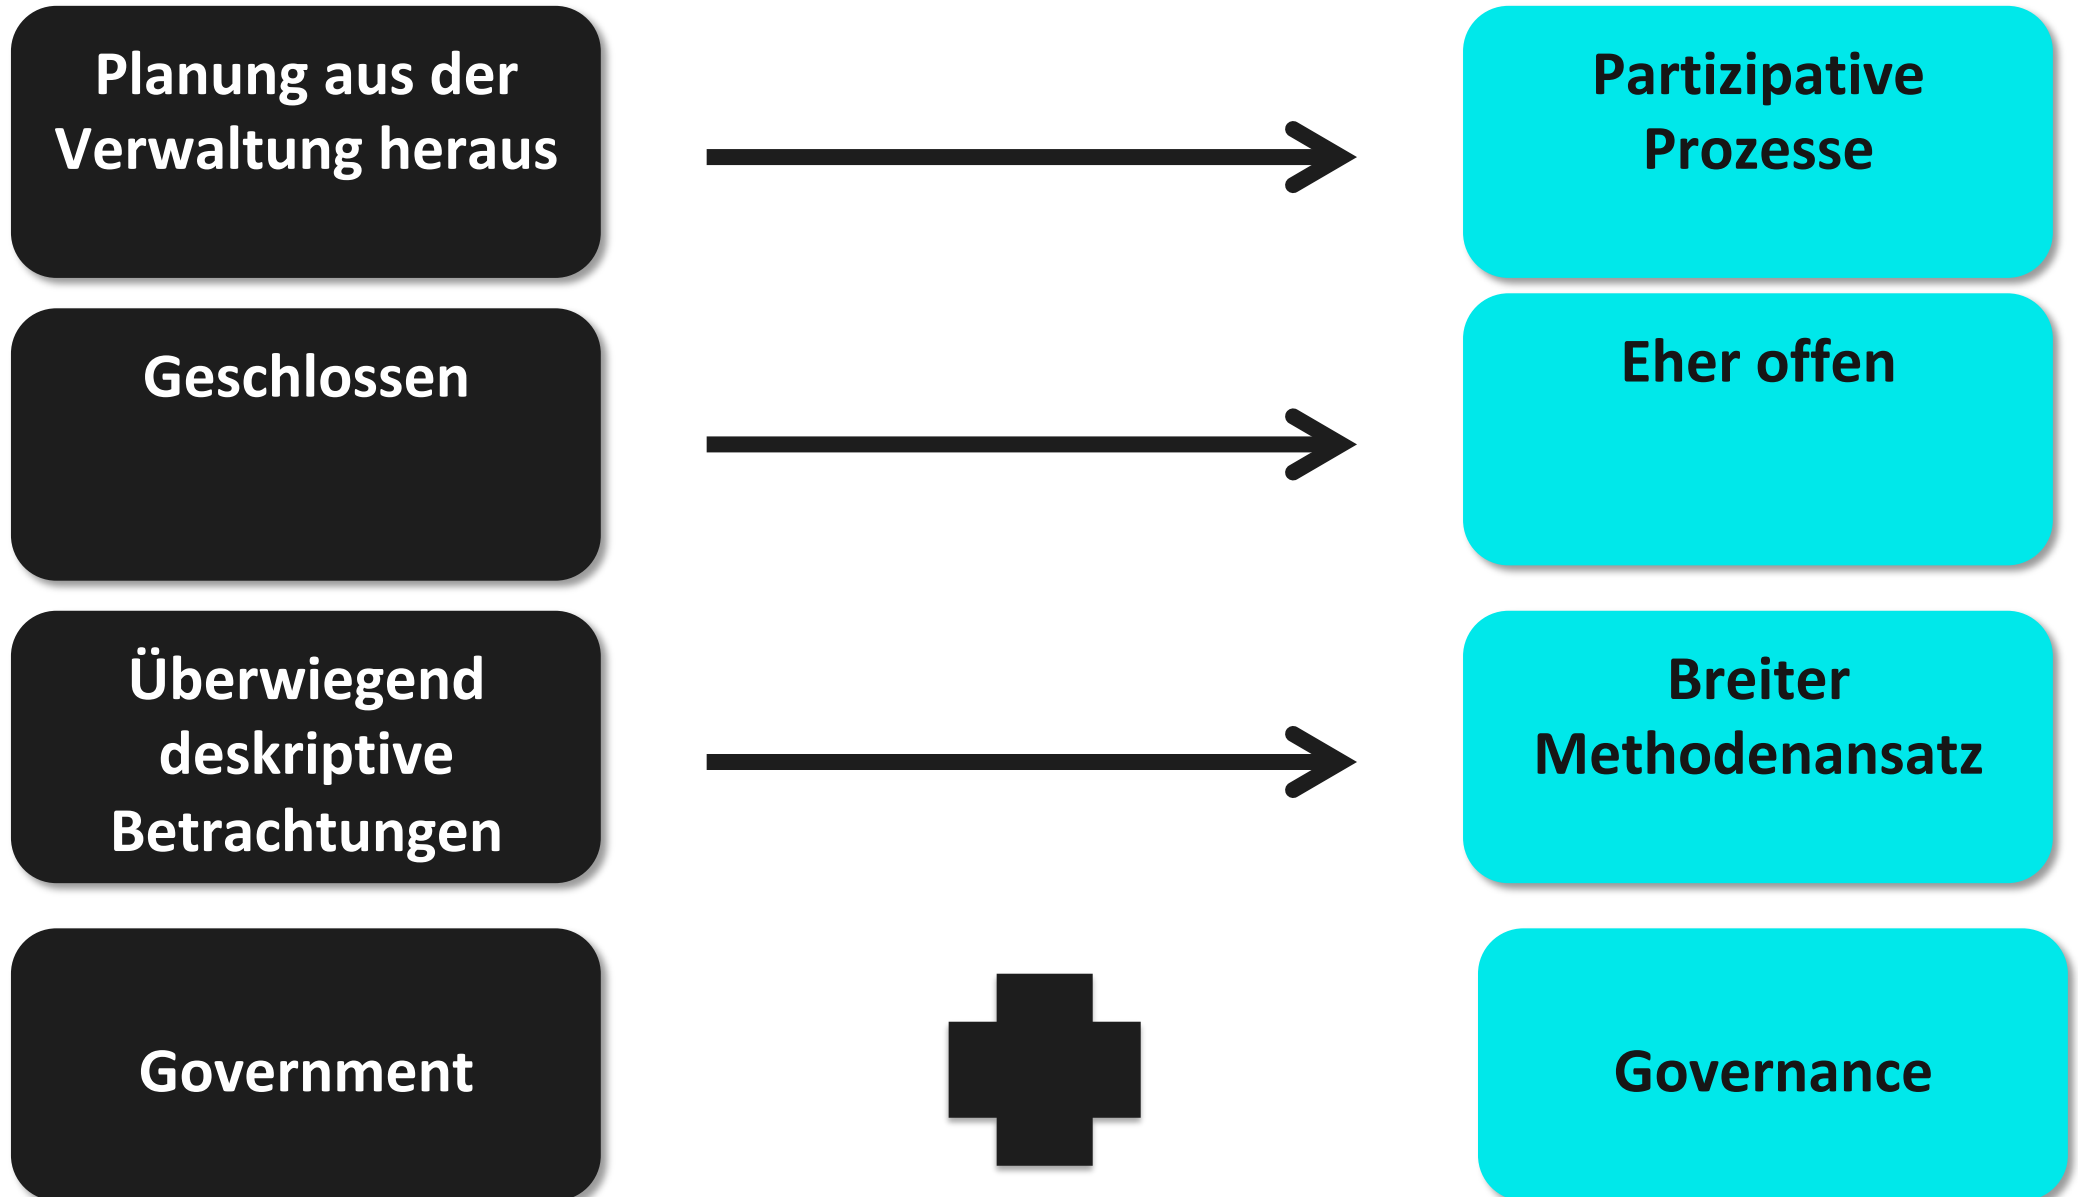 Planung aus der
Verwaltung heraus
Partizipative
Prozesse
Geschlossen
Eher offen
Überwiegend
deskriptive
Betrachtungen
Breiter
Methodenansatz
Government
Governance